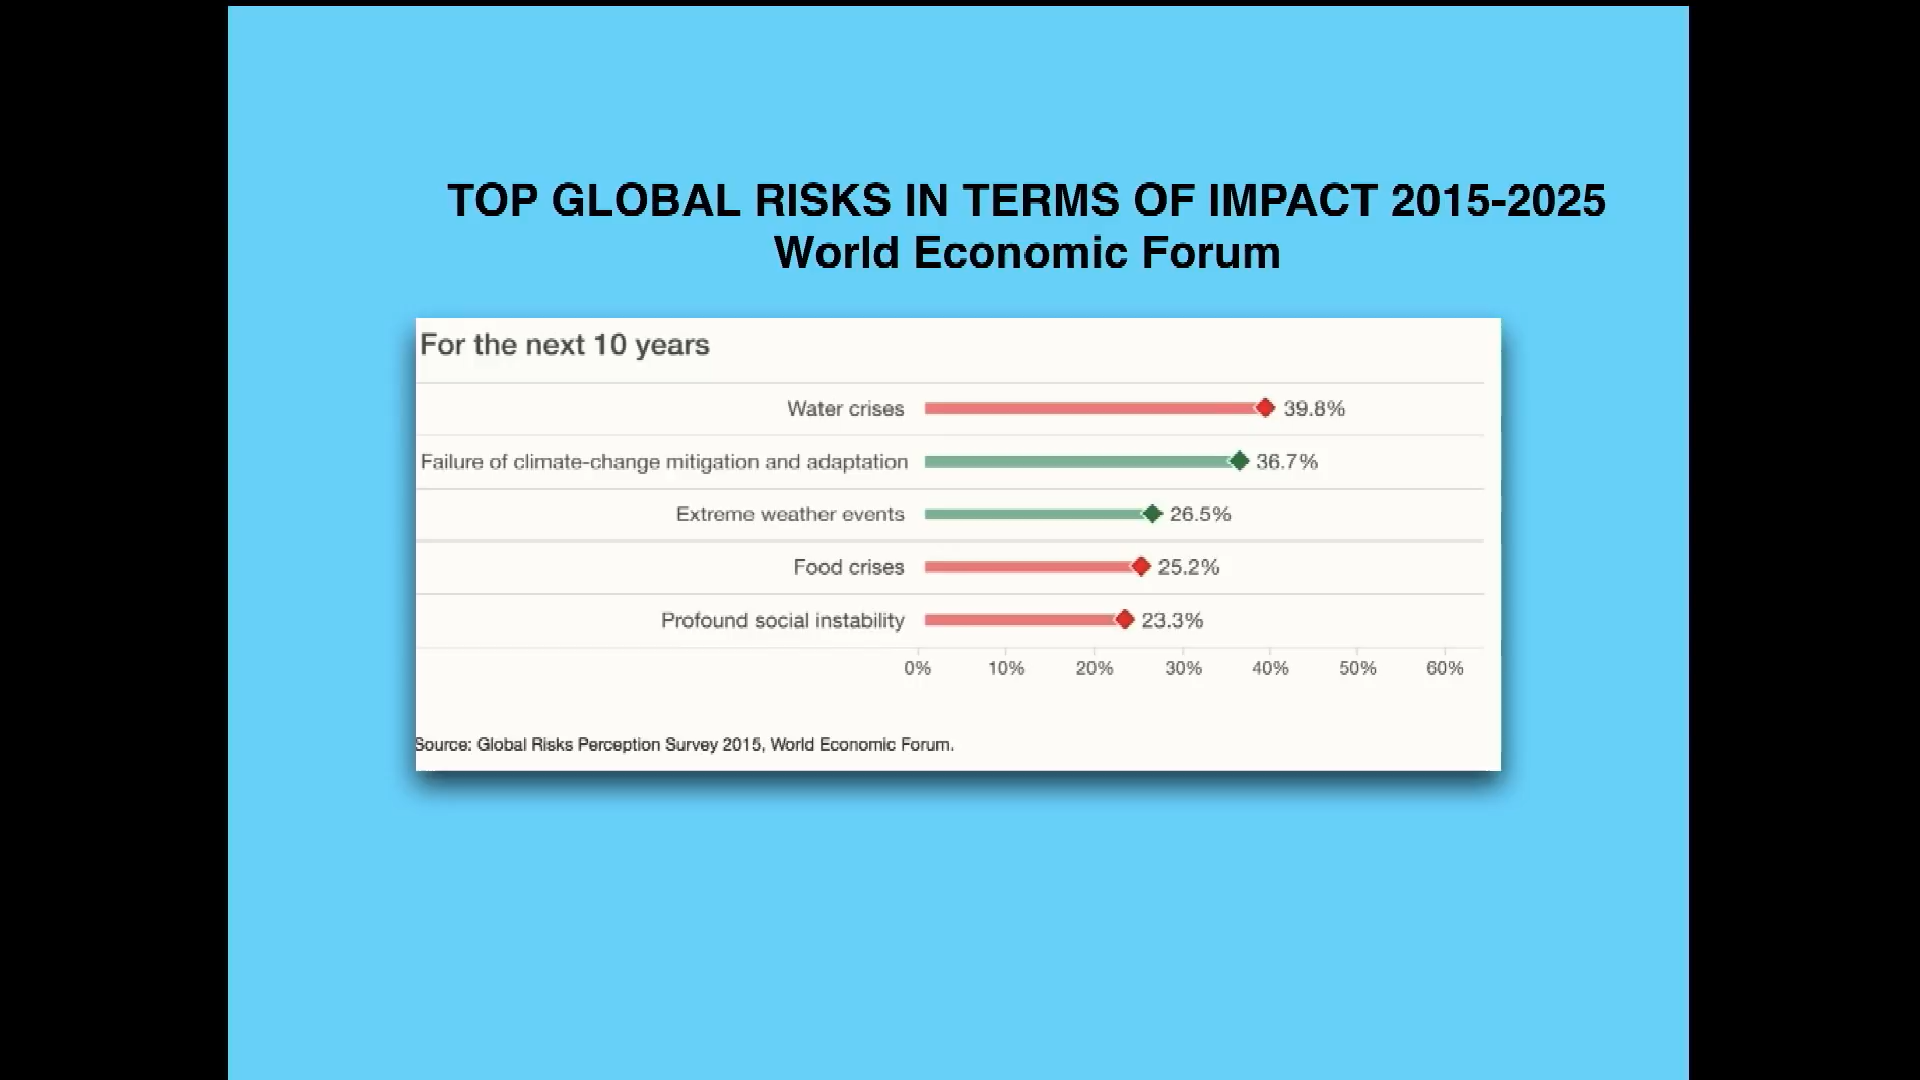 TOP GLOBAL RISKS IN TERMS OF IMPACT 2015-2025
World Economic Forum
For the next 10 years
Water crises 39.8%
Failure of climate-change mitigation and adaptation 36.7%
Extreme weather events 26.5%
Food crises 25.2%
Profound social instability 23.3%
0% 10% 20% 30% 40% 50% 60%
Source: Global Risks Perception Survey 2015, World Economic Forum.